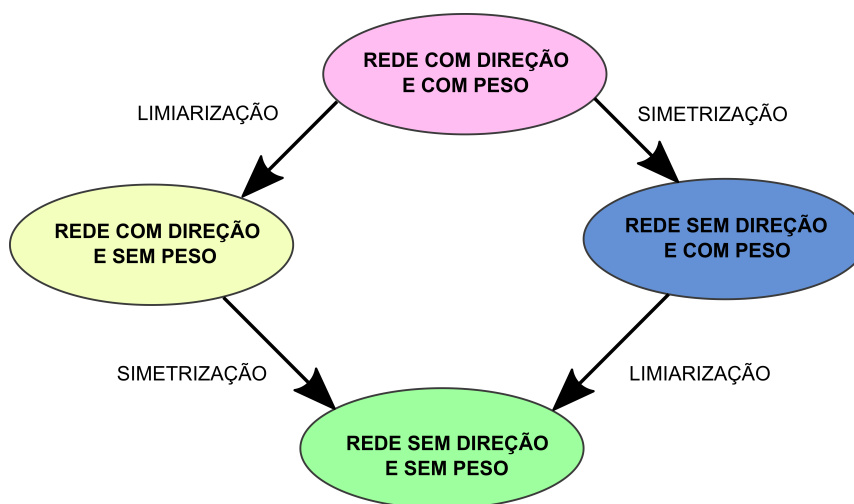 REDE COM DIREÇÃO
E COM PESO
LIMIARIZAÇÃO
SIMETRIZAÇÃO
REDE COM DIREÇÃO
E SEM PESO
REDE SEM DIREÇÃO
E COM PESO
SIMETRIZAÇÃO
LIMIARIZAÇÃO
REDE SEM DIREÇÃO
E SEM PESO